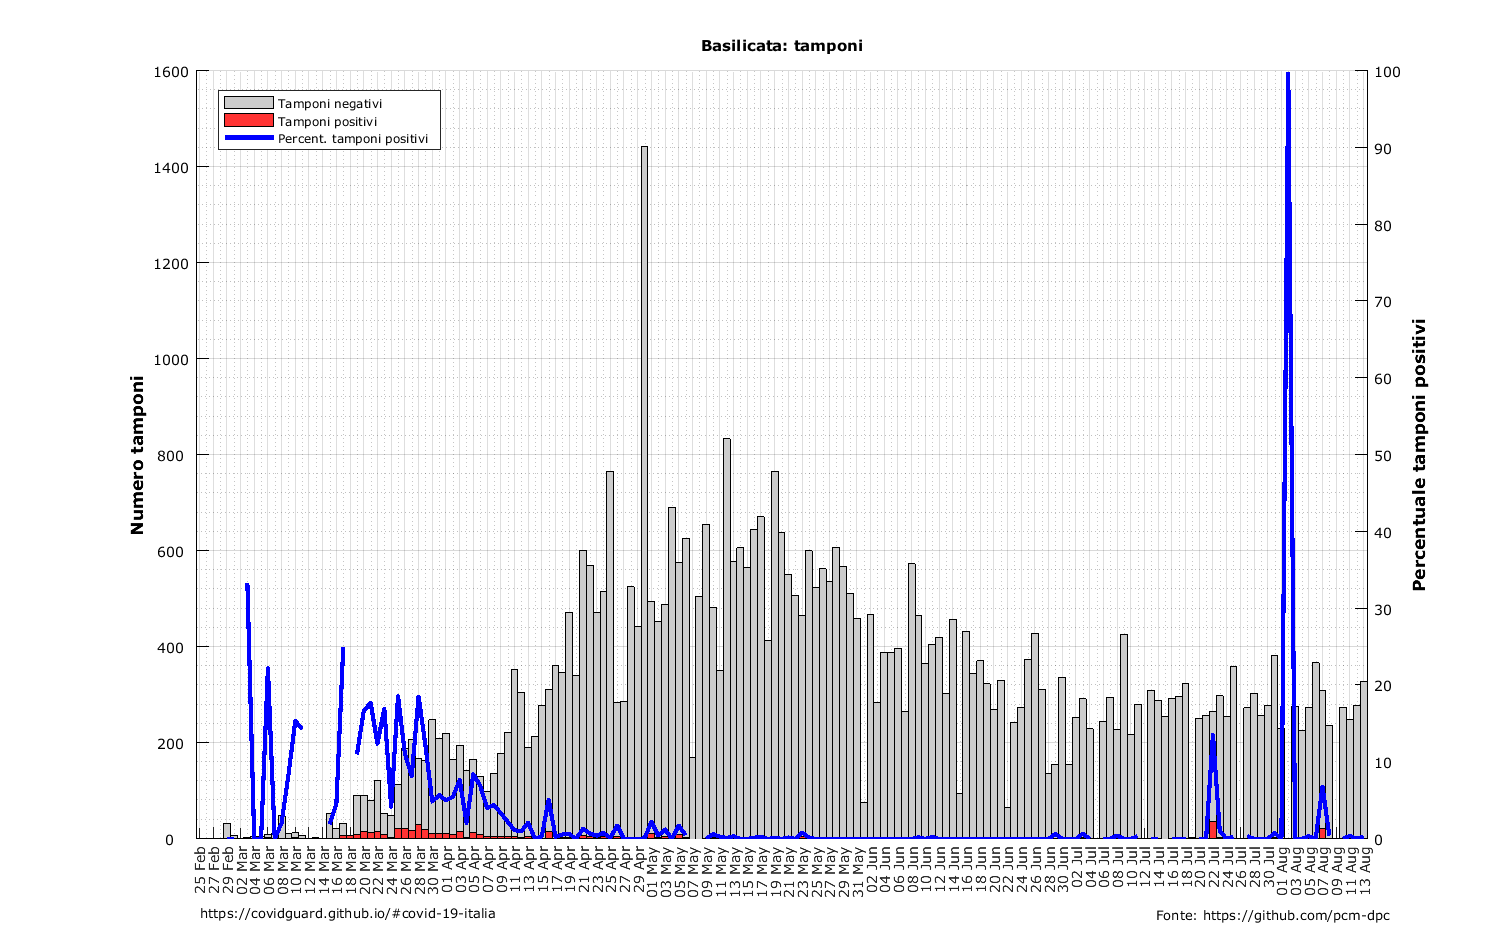 Basilicata: tamponi
Tamponi negativi
Tamponi positivi
Percent. tamponi positivi
Numero tamponi
1600
1400
1200
1000
800
600
400
200
0
100
90
80
70
60
50
40
30
20
10
0
Percentuale tamponi positivi
25 Feb
27 Feb
29 Feb
02 Mar
04 Mar
06 Mar
08 Mar
10 Mar
12 Mar
14 Mar
16 Mar
18 Mar
20 Mar
22 Mar
24 Mar
26 Mar
28 Mar
30 Mar
01 Apr
03 Apr
05 Apr
07 Apr
09 Apr
11 Apr
13 Apr
15 Apr
17 Apr
19 Apr
21 Apr
23 Apr
25 Apr
27 Apr
29 Apr
01 May
03 May
05 May
07 May
09 May
11 May
13 May
15 May
17 May
19 May
21 May
23 May
25 May
27 May
29 May
31 May
02 Jun
04 Jun
06 Jun
08 Jun
10 Jun
12 Jun
14 Jun
16 Jun
18 Jun
20 Jun
22 Jun
24 Jun
26 Jun
28 Jun
30 Jun
02 Jul
04 Jul
06 Jul
08 Jul
10 Jul
12 Jul
14 Jul
16 Jul
18 Jul
20 Jul
22 Jul
24 Jul
26 Jul
28 Jul
30 Jul
01 Aug
03 Aug
05 Aug
07 Aug
09 Aug
11 Aug
13 Aug
https://covidguard.github.io/#covid-19-italia
Fonte: https://github.com/pcm-dpc